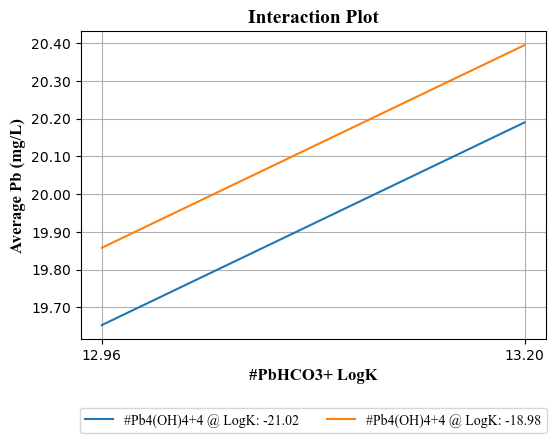 Interaction Plot
Average Pb (mg/L)
20.40
20.30
20.20
20.10
20.00
19.90
19.80
19.70
12.96
13.20
#PbHCO3+ LogK
#Pb4(OH)4+4 @ LogK: -21.02
#Pb4(OH)4+4 @ LogK: -18.98